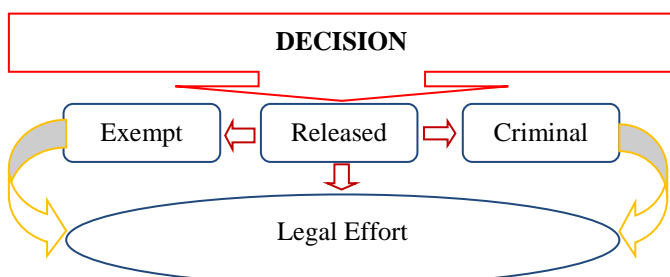 DECISION
Exempt
Released
Criminal
Legal Effort